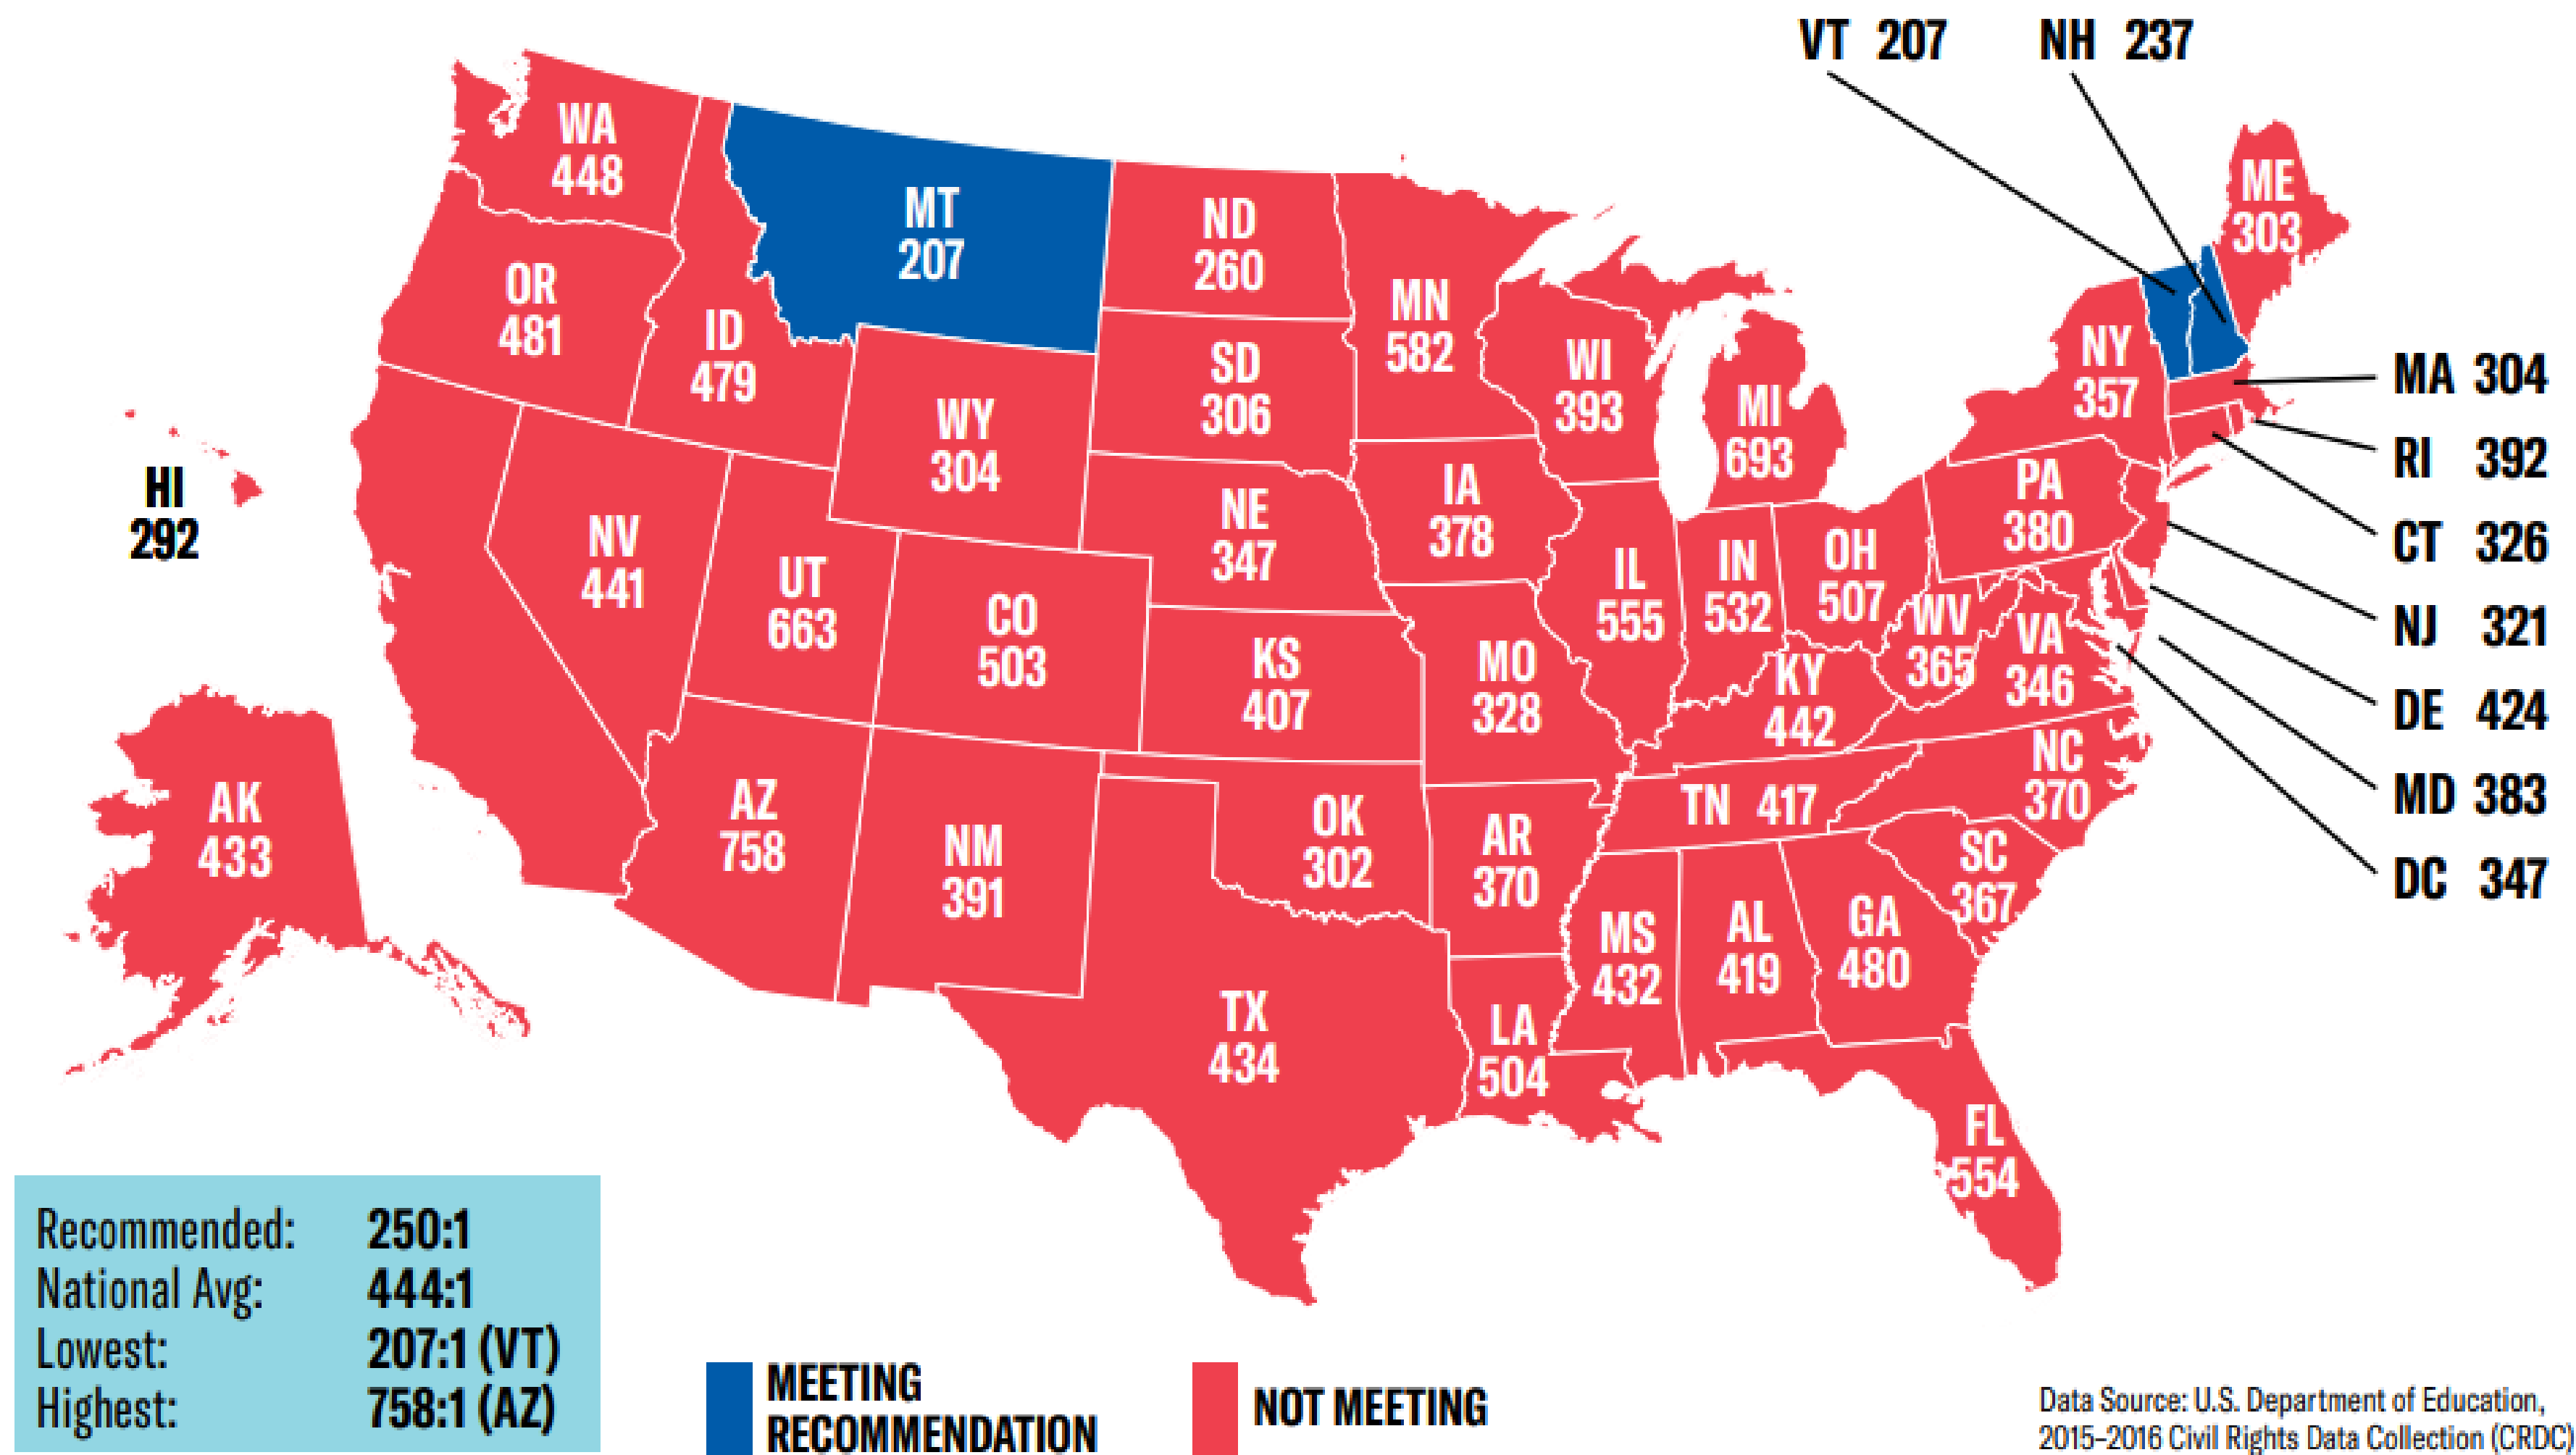 VT 207
NH 237
WA
448
MT
207
ND
260
ME
303
OR
481
ID
479
MN
582
SD
306
WI
393
NY
357
MI
693
WY
304
MA 304
RI 392
CT 326
NJ 321
DE 424
MD 383
DC 347
HI
292
NV
441
UT
663
CO
503
NE
347
IA
378
IL
555
IN
532
OH
507
PA
380
WV
365
VA
346
KS
407
MO
328
KY
442
NC
370
TN 417
AK
433
AZ
758
NM
391
OK
302
AR
370
SC
367
MS
432
AL
419
GA
480
TX
434
LA
504
FL
554
Recommended: 250:1
National Avg: 444:1
Lowest: 207:1 (VT)
Highest: 758:1 (AZ)
MEETING
RECOMMENDATION
NOT MEETING
Data Source: U.S. Department of Education,
2015–2016 Civil Rights Data Collection (CRDC)